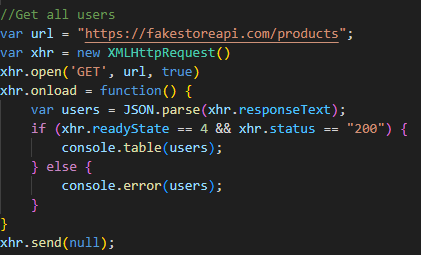 //Get all users
var url = "https://fakestoreapi.com/products";
var xhr = new XMLHttpRequest()
xhr.open('GET', url, true)
xhr.onload = function() {
    var users = JSON.parse(xhr.responseText);
    if (xhr.readyState == 4 && xhr.status == "200") {
        console.table(users);
    } else {
        console.error(users);
    }
}
xhr.send(null);